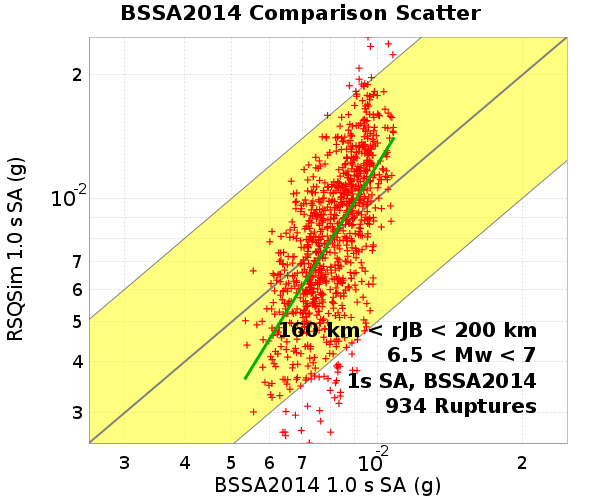 BSSA2014 Comparison Scatter
RSQSim 1.0 s SA (g)
2
10⁻²
7
6
5
4
3
160 km < rJB < 200 km
6.5 < Mw < 7
1s SA, BSSA2014
934 Ruptures
3 4 5 6 7 10⁻² 2
BSSA2014 1.0 s SA (g)